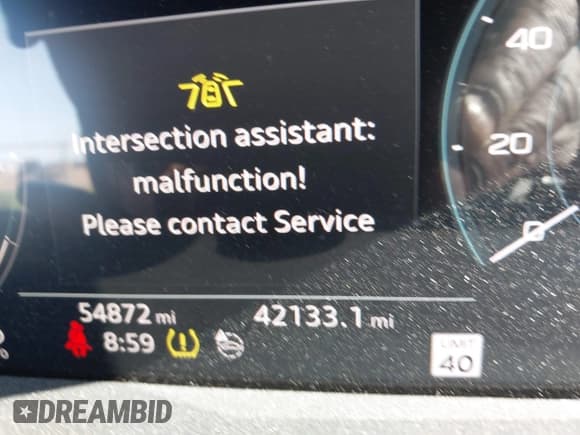 40
Intersection assistant:
malfunction!
20
Please contact Service
0
54872 mi
42133.1 mi
8:59
LIMIT
40
DREAMBID